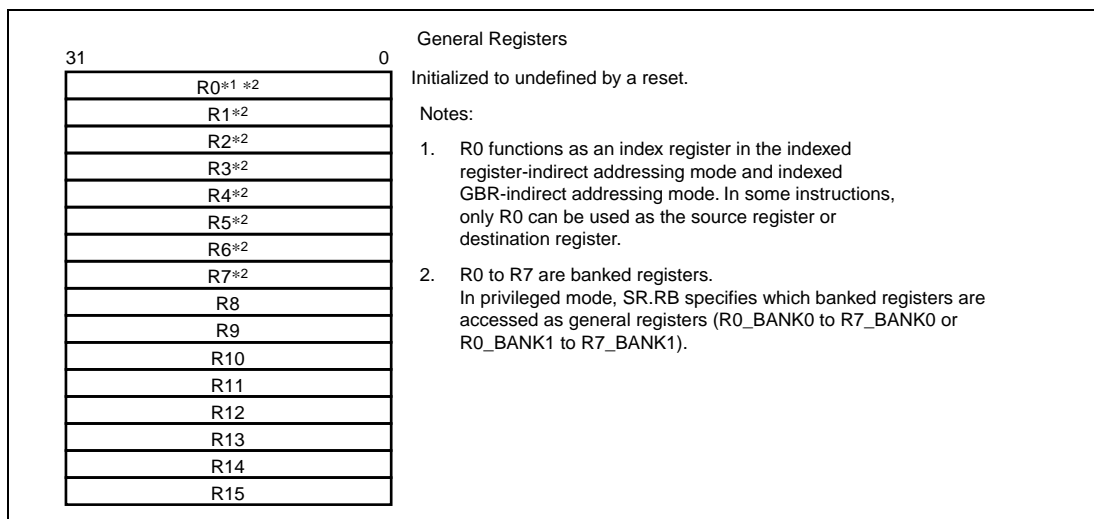 General Registers
31 0
Initialized to undefined by a reset.
R0*1 *2
R1*2
R2*2
R3*2
R4*2
R5*2
R6*2
R7*2
R8
R9
R10
R11
R12
R13
R14
R15
Notes:
1. R0 functions as an index register in the indexed
register-indirect addressing mode and indexed
GBR-indirect addressing mode. In some instructions,
only R0 can be used as the source register or
destination register.
2. R0 to R7 are banked registers.
In privileged mode, SR.RB specifies which banked registers are
accessed as general registers (R0_BANK0 to R7_BANK0 or
R0_BANK1 to R7_BANK1).